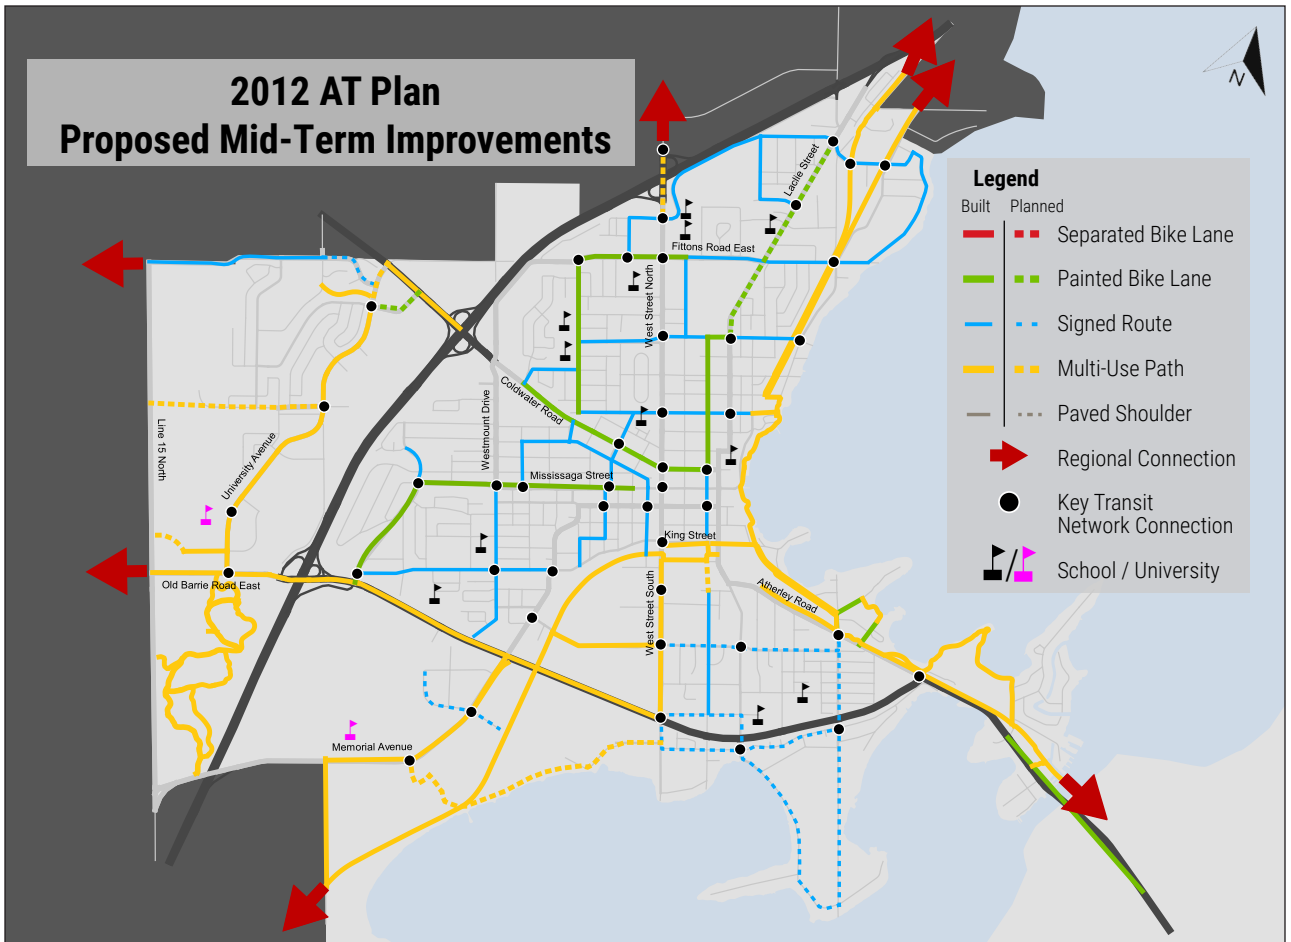 2012 AT Plan
Proposed Mid-Term Improvements
N
Legend
Built Planned
Separated Bike Lane
Painted Bike Lane
Signed Route
Multi-Use Path
Paved Shoulder
Regional Connection
Key Transit
Network Connection
School / University
Laclie Street
Fittons Road East
West Street North
Coldwater Road
Westmount Drive
Line 15 North
University Avenue
Mississaga Street
King Street
Old Barrie Road East
Atherley Road
West Street South
Memorial Avenue